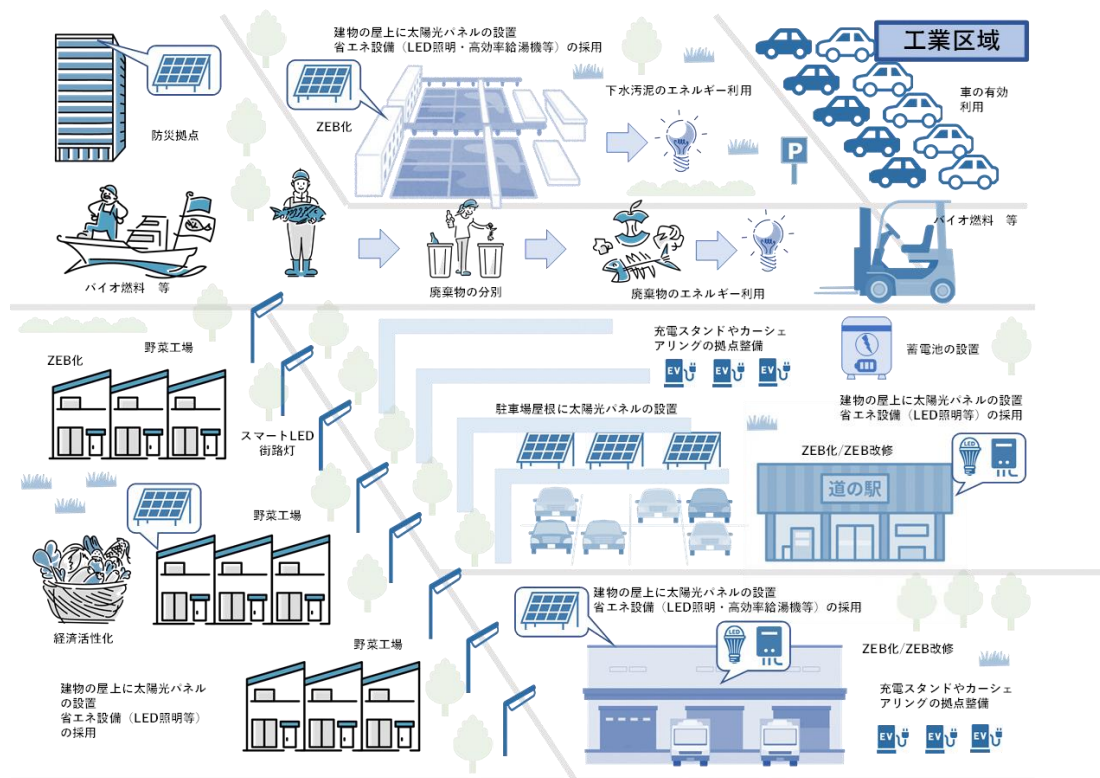 建物の屋上に太陽光パネルの設置
省エネ設備（LED照明・高効率給湯機等）の採用
工業区域
防災拠点
ZEB化
下水汚泥のエネルギー利用
車の有効
利用
P
バイオ燃料　等
廃棄物の分別
廃棄物のエネルギー利用
バイオ燃料　等
ZEB化
野菜工場
スマートLED
街路灯
充電スタンドやカーシェ
アリングの拠点整備
EV
EV
EV
蓄電池の設置
駐車場屋根に太陽光パネルの設置
建物の屋上に太陽光パネルの設置
省エネ設備（LED照明等）の採用
ZEB化/ZEB改修
LED
道の駅
野菜工場
経済活性化
野菜工場
建物の屋上に太陽光パネル
の設置
省エネ設備（LED照明等）
の採用
建物の屋上に太陽光パネルの設置
省エネ設備（LED照明・高効率給湯機等）の採用
LED
ZEB化/ZEB改修
充電スタンドやカーシェ
アリングの拠点整備
EV
EV
EV